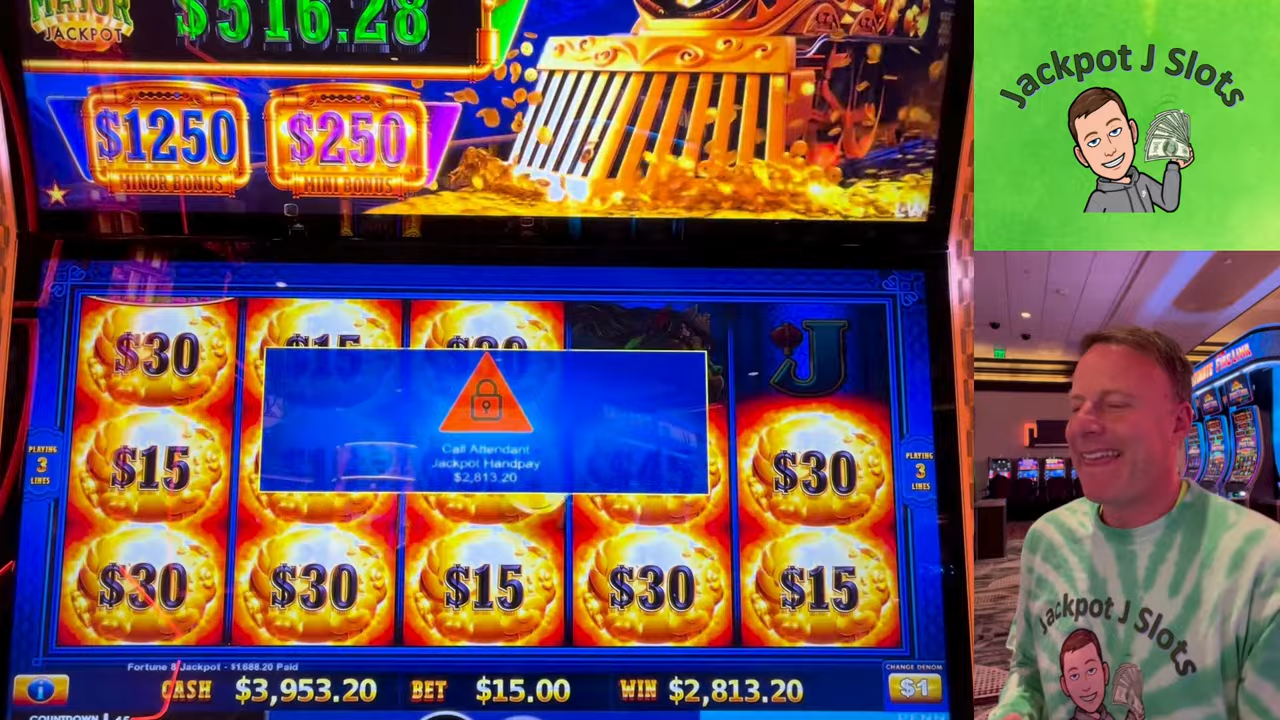 MAJOR
JACKPOT
$516.28
$1250
MINOR BONUS
$250
MINI BONUS
Jackpot J Slots
$30
$15
J
Call Attendant
Jackpot Handpay
$2,813.20
PLAYING
3
LINES
$15
$30
PLAYING
3
LINES
$30
$30
$15
$30
$15
Fortune 8 Jackpot - $1,688.20 Paid
CASH $3,953.20 BET $15.00 WIN $2,813.20
CHANGE DENOM
$1
COUNTDOWN
Jackpot J Slots